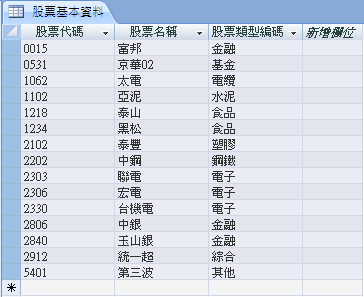 股票基本資料
股票代碼 股票名稱 股票類型編碼 新增欄位
0015 富邦 金融
0531 京華02 基金
1062 太電 電纜
1102 亞泥 水泥
1218 泰山 食品
1234 黑松 食品
2102 泰豐 塑膠
2202 中鋼 鋼鐵
2303 聯電 電子
2306 宏電 電子
2330 台機電 電子
2806 中銀 金融
2840 玉山銀 金融
2912 統一超 綜合
5401 第三波 其他